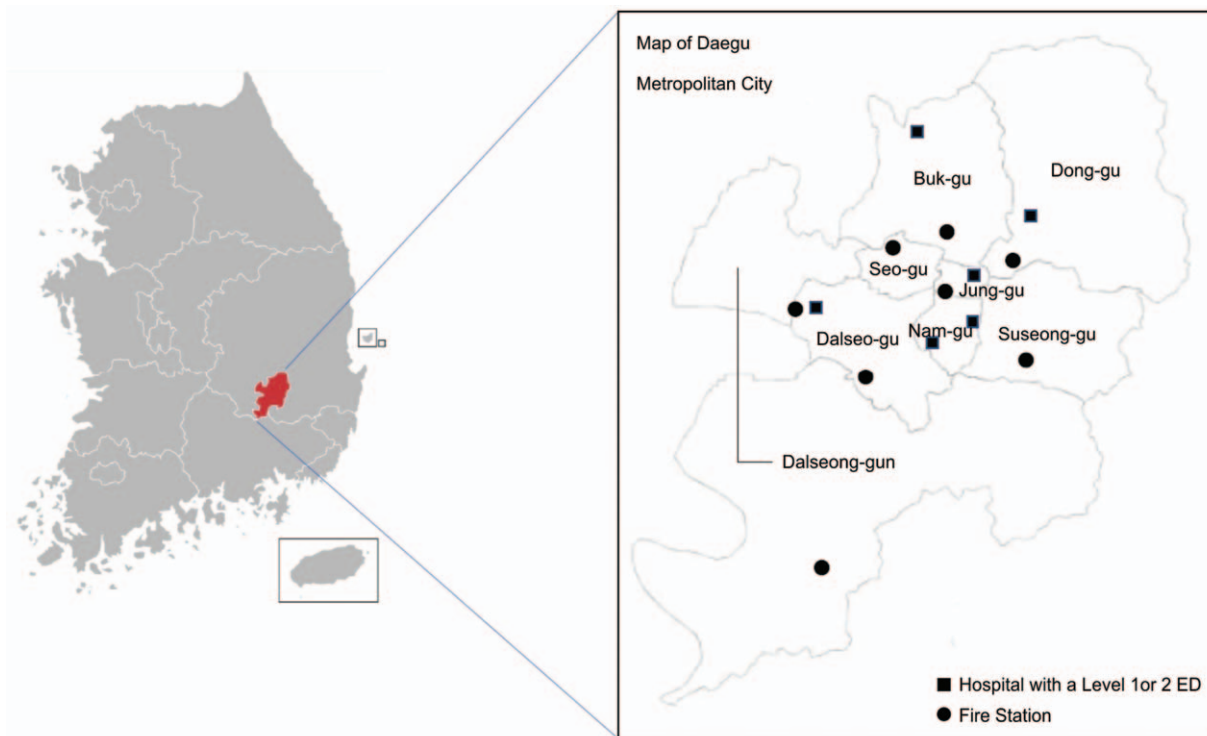 Map of Daegu
Metropolitan City
Buk-gu
Dong-gu
Seo-gu
Jung-gu
Dalseo-gu
Nam-gu
Suseong-gu
Dalseong-gun
Hospital with a Level 1or 2 ED
Fire Station